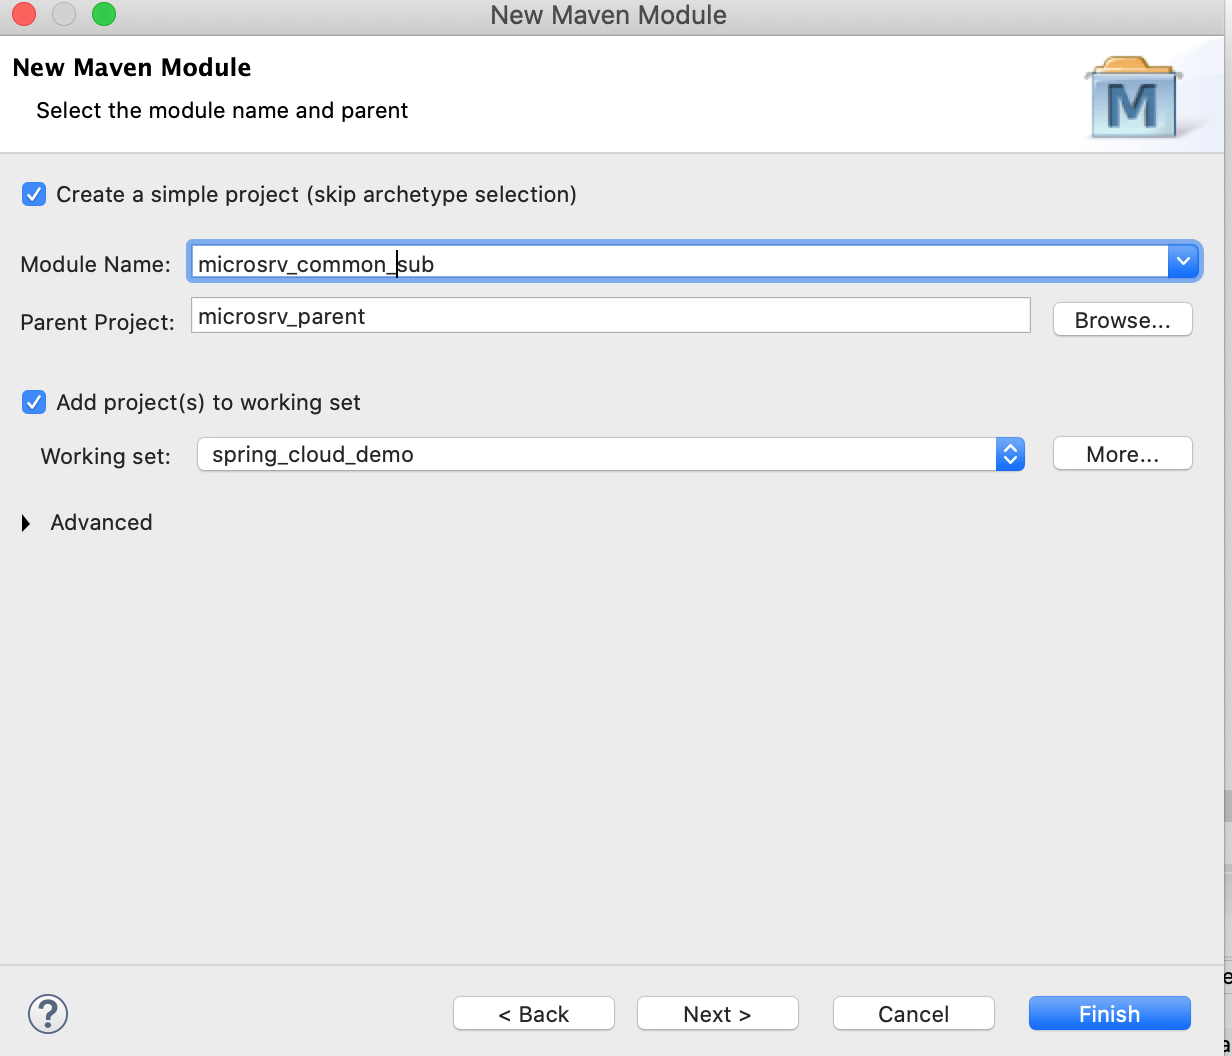 New Maven Module
New Maven Module
Select the module name and parent
M
Create a simple project (skip archetype selection)
Module Name: microsrv_common_sub
Parent Project: microsrv_parent Browse...
Add project(s) to working set
Working set: spring_cloud_demo More...
Advanced
? < Back Next > Cancel Finish